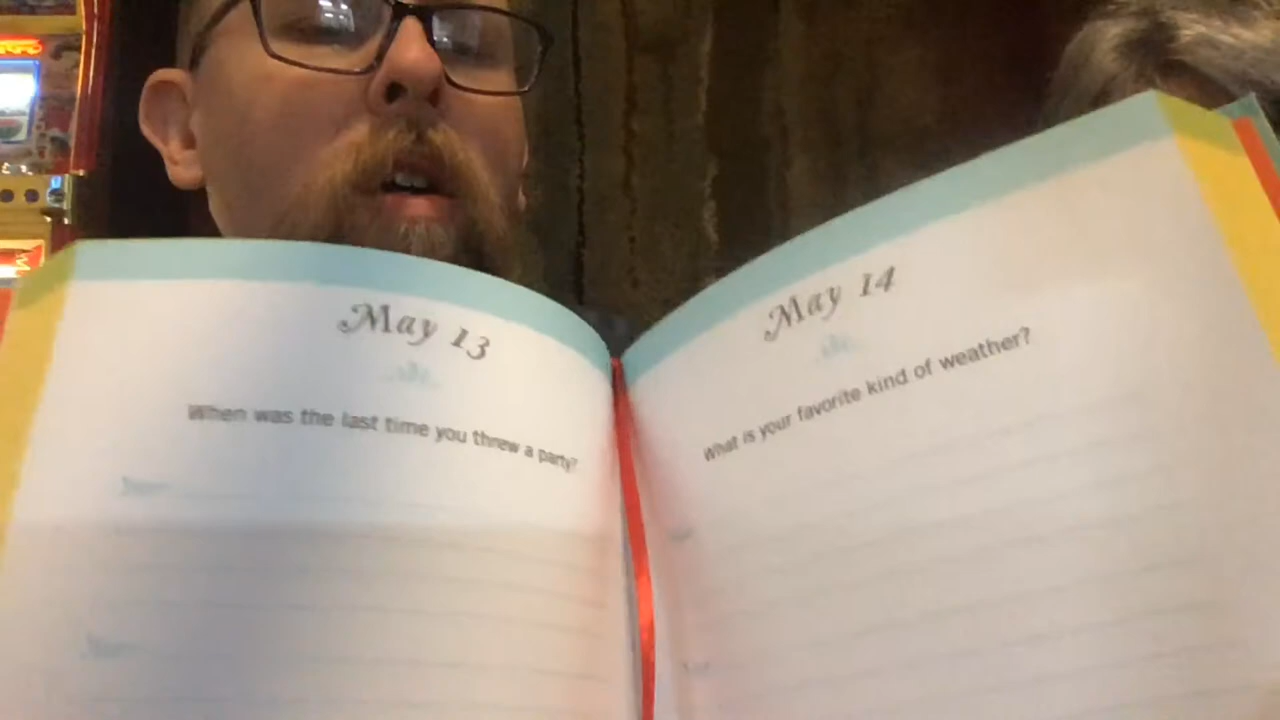 May 13
When was the last time you threw a party?
May 14
What is your favorite kind of weather?